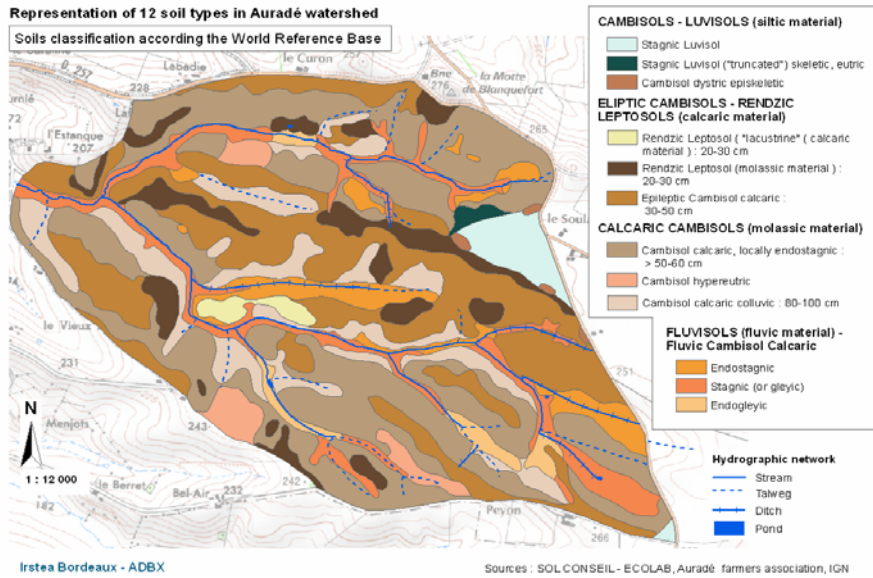 Representation of 12 soil types in Auradé watershed
Soils classification according the World Reference Base
CAMBISOLS - LUVISOLS (siltic material)
Stagnic Luvisol
Stagnic Luvisol ("truncated") skeletic, eutric
Cambisol dystric episkeletic
ELIPTIC CAMBISOLS - RENDZIC
LEPTOSOLS (calcaric material)
Rendzic Leptosol ( "lacustrine" ( calcaric
material ) : 20-30 cm
Rendzic Leptosol (molassic material ) :
20-30 cm
Epileptic Cambisol calcaric :
30-50 cm
CALCARIC CAMBISOLS (molassic material)
Cambisol calcaric, locally endostagnic :
> 50-60 cm
Cambisol hypereutric
Cambisol calcaric colluvic : 80-100 cm
FLUVISOLS (fluvic material) -
Fluvic Cambisol Calcaric
Endostagnic
Stagnic (or gleyic)
Endogleyic
Hydrographic network
Stream
Talweg
Ditch
Pond
D. 257
Labadie
228
le Curon
Bne
276
la Motte
de Blanquefort
265
l'Estanque
207
le Soula
le Vieux
231
251
N
1 : 12 000
Menjots
243
le Berret
Bel-Air
232
242
182
Peyon
266
Irstea Bordeaux - ADBX
Sources : SOL CONSEIL - ECOLAB, Auradé farmers association, IGN